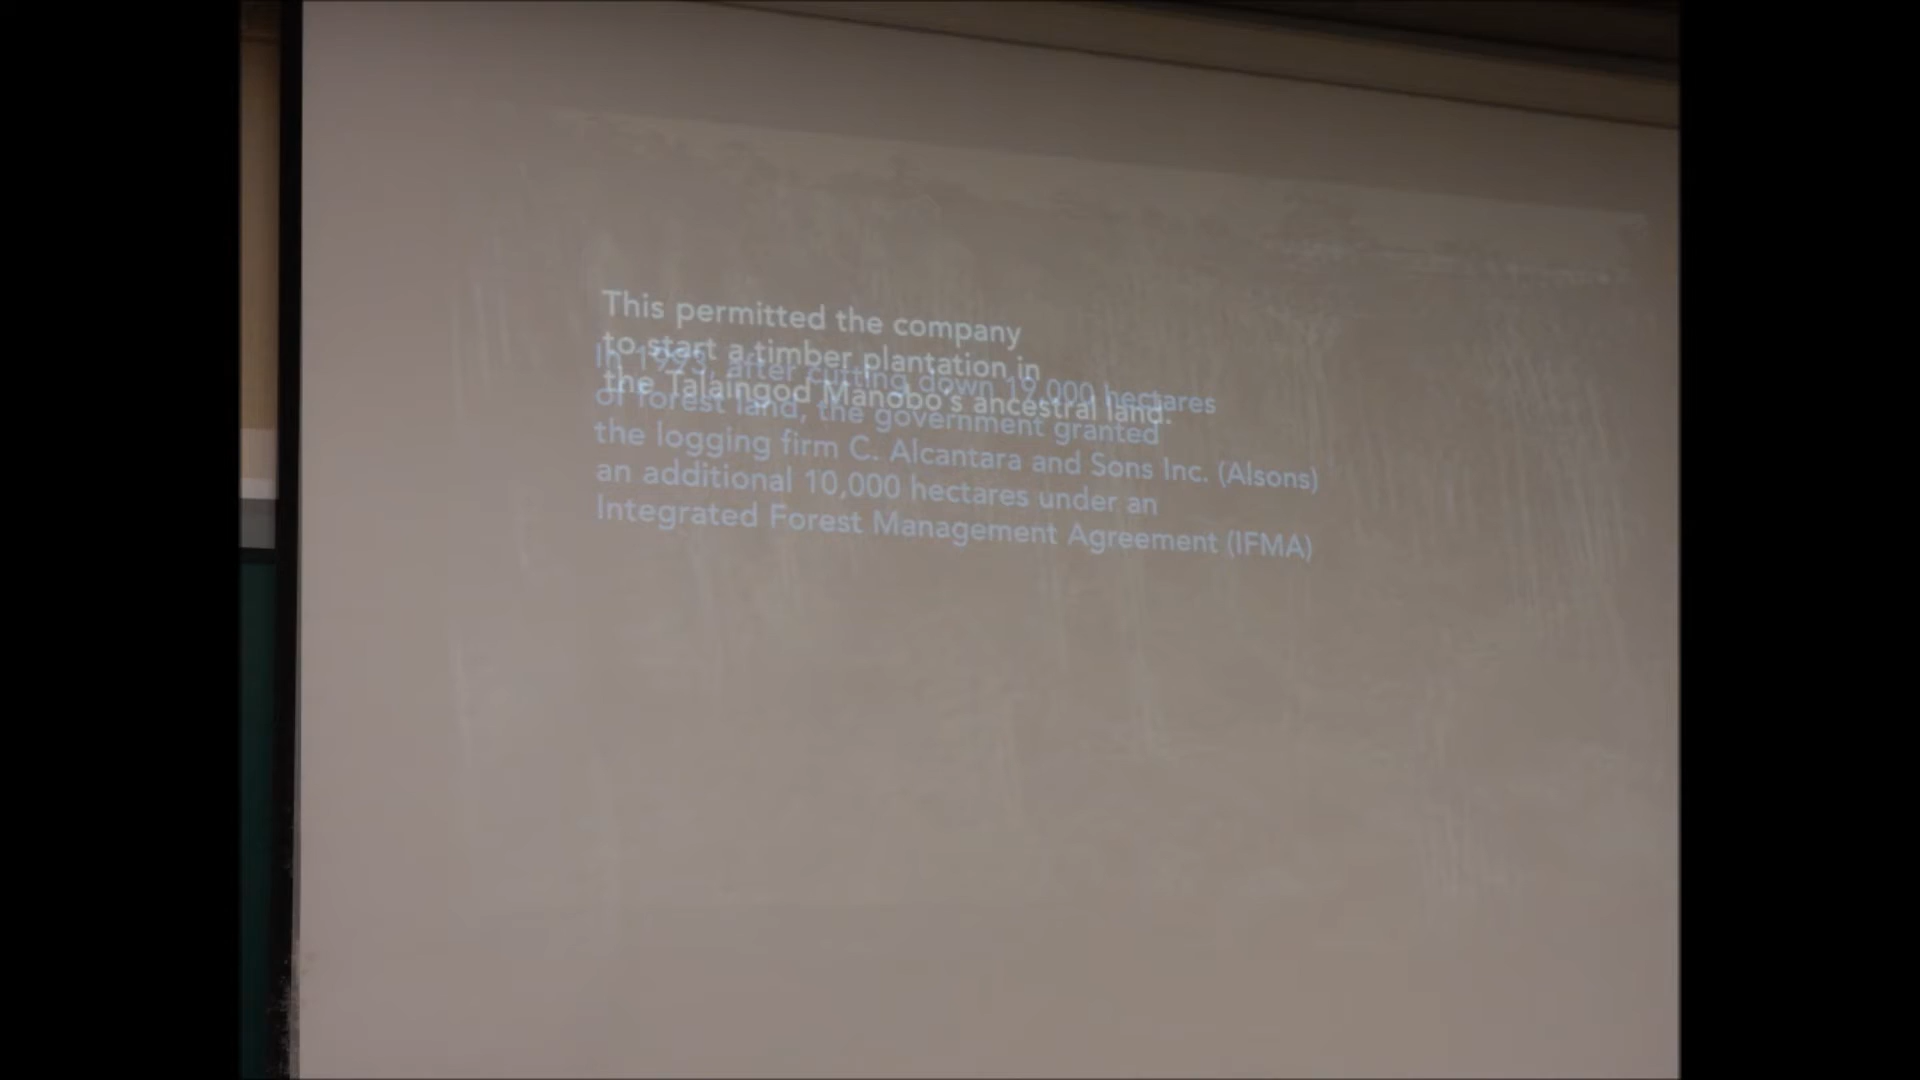 This permitted the company
to start a timber plantation in
the Talaingod Manobo's ancestral land.
In 1993, after cutting down 19,000 hectares
of forest land, the government granted
the logging firm C. Alcantara and Sons Inc. (Alsons)
an additional 10,000 hectares under an
Integrated Forest Management Agreement (IFMA)